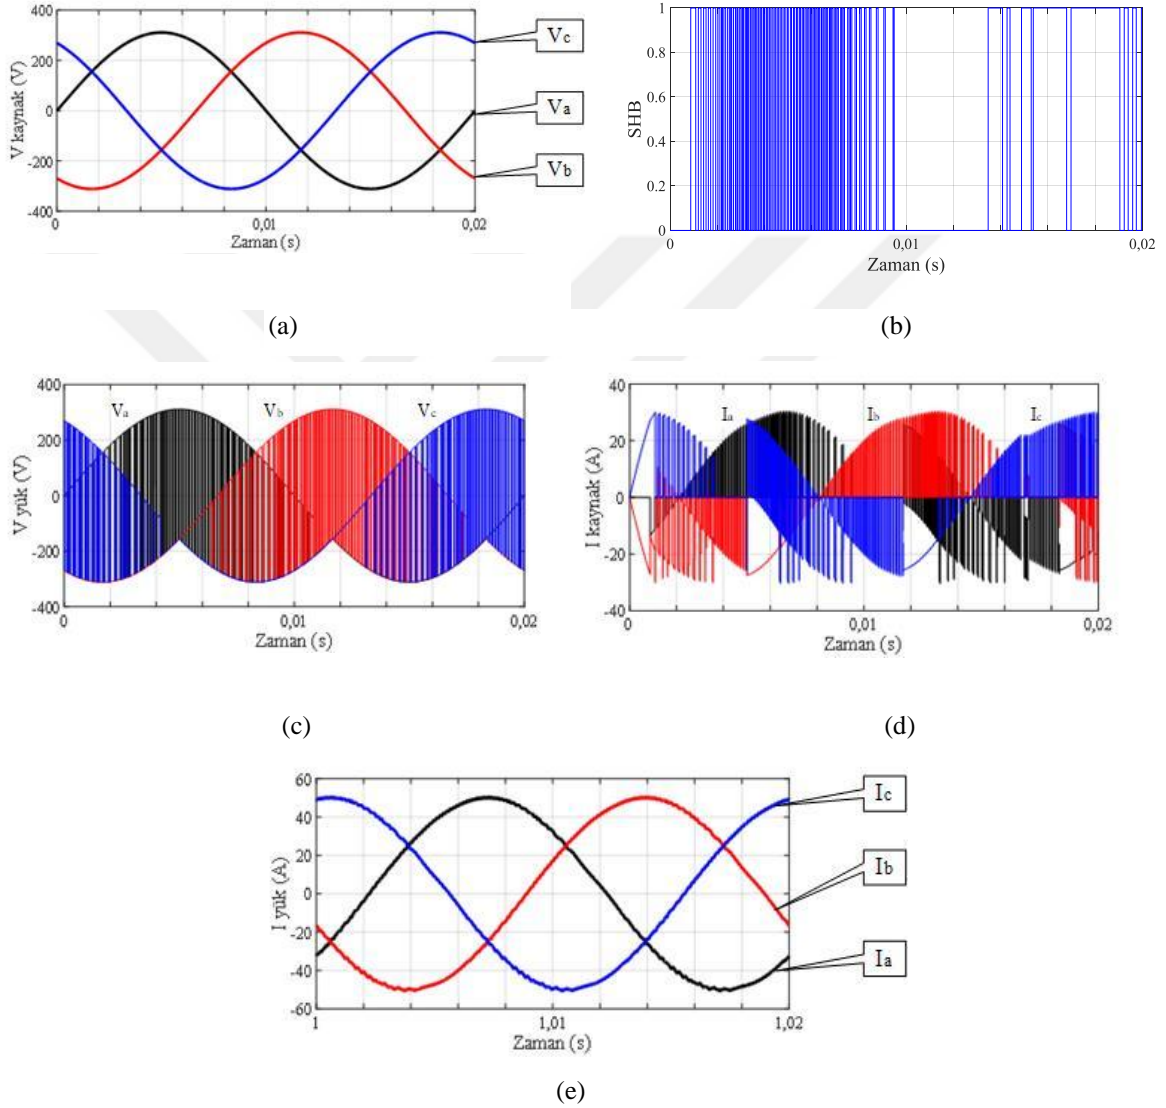 400
200
0
-200
-400
V kaynak (V)
0
0,01
0,02
Zaman (s)
Vc
Va
Vb
(a)
1
0.8
0.6
0.4
0.2
0
SHB
0
0,01
0,02
Zaman (s)
(b)
400
200
0
-200
-400
V yük (V)
Va
Vb
Vc
0
0,01
0,02
Zaman (s)
(c)
40
20
0
-20
-40
I kaynak (A)
Ia
Ib
Ic
0
0,01
0,02
Zaman (s)
(d)
60
40
20
0
-20
-40
-60
I yük (A)
1
1,01
1,02
Zaman (s)
Ic
Ib
Ia
(e)